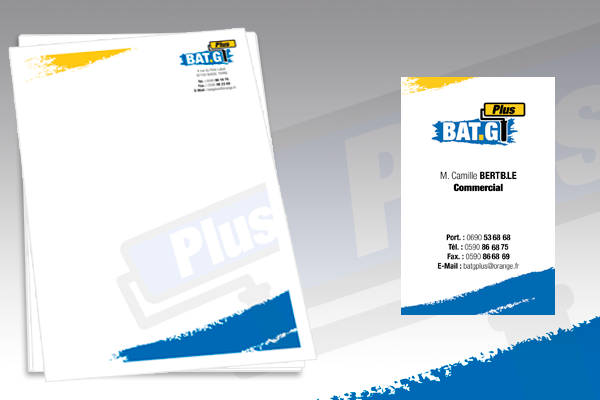 Plus
BAT.G
Plus
Plus
BAT.G
M. Camille BERTB.LE
Commercial
Port. : 0690 53 68 68
Tél. : 0590 86 68 75
Fax. : 0590 86 68 69
E-Mail : batgplus@orange.fr
Plus